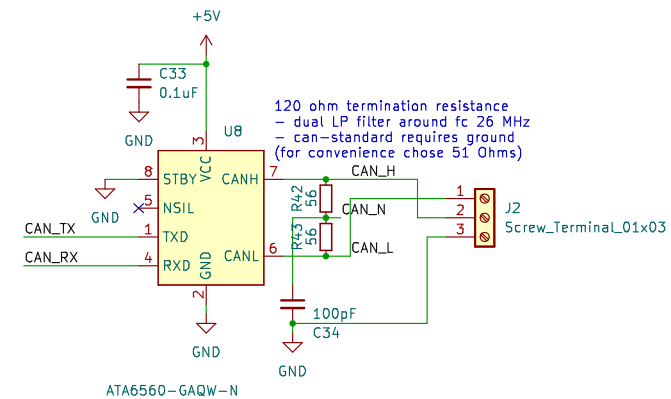 +5V
C33
0.1uF
GND
U8
120 ohm termination resistance
- dual LP filter around fc 26 MHz
- can-standard requires ground
(for convenience chose 51 Ohms)
3
VCC
8 STBY
CANH 7
CAN_H
GND
5 NSIL
R42
56
CAN_N
1
2
3
J2
Screw_Terminal_01x03
CAN_TX
1 TXD
R43
56
CAN_RX
4 RXD
GND
CANL 6
CAN_L
2
GND
100pF
C34
GND
ATA6560-GAQW-N